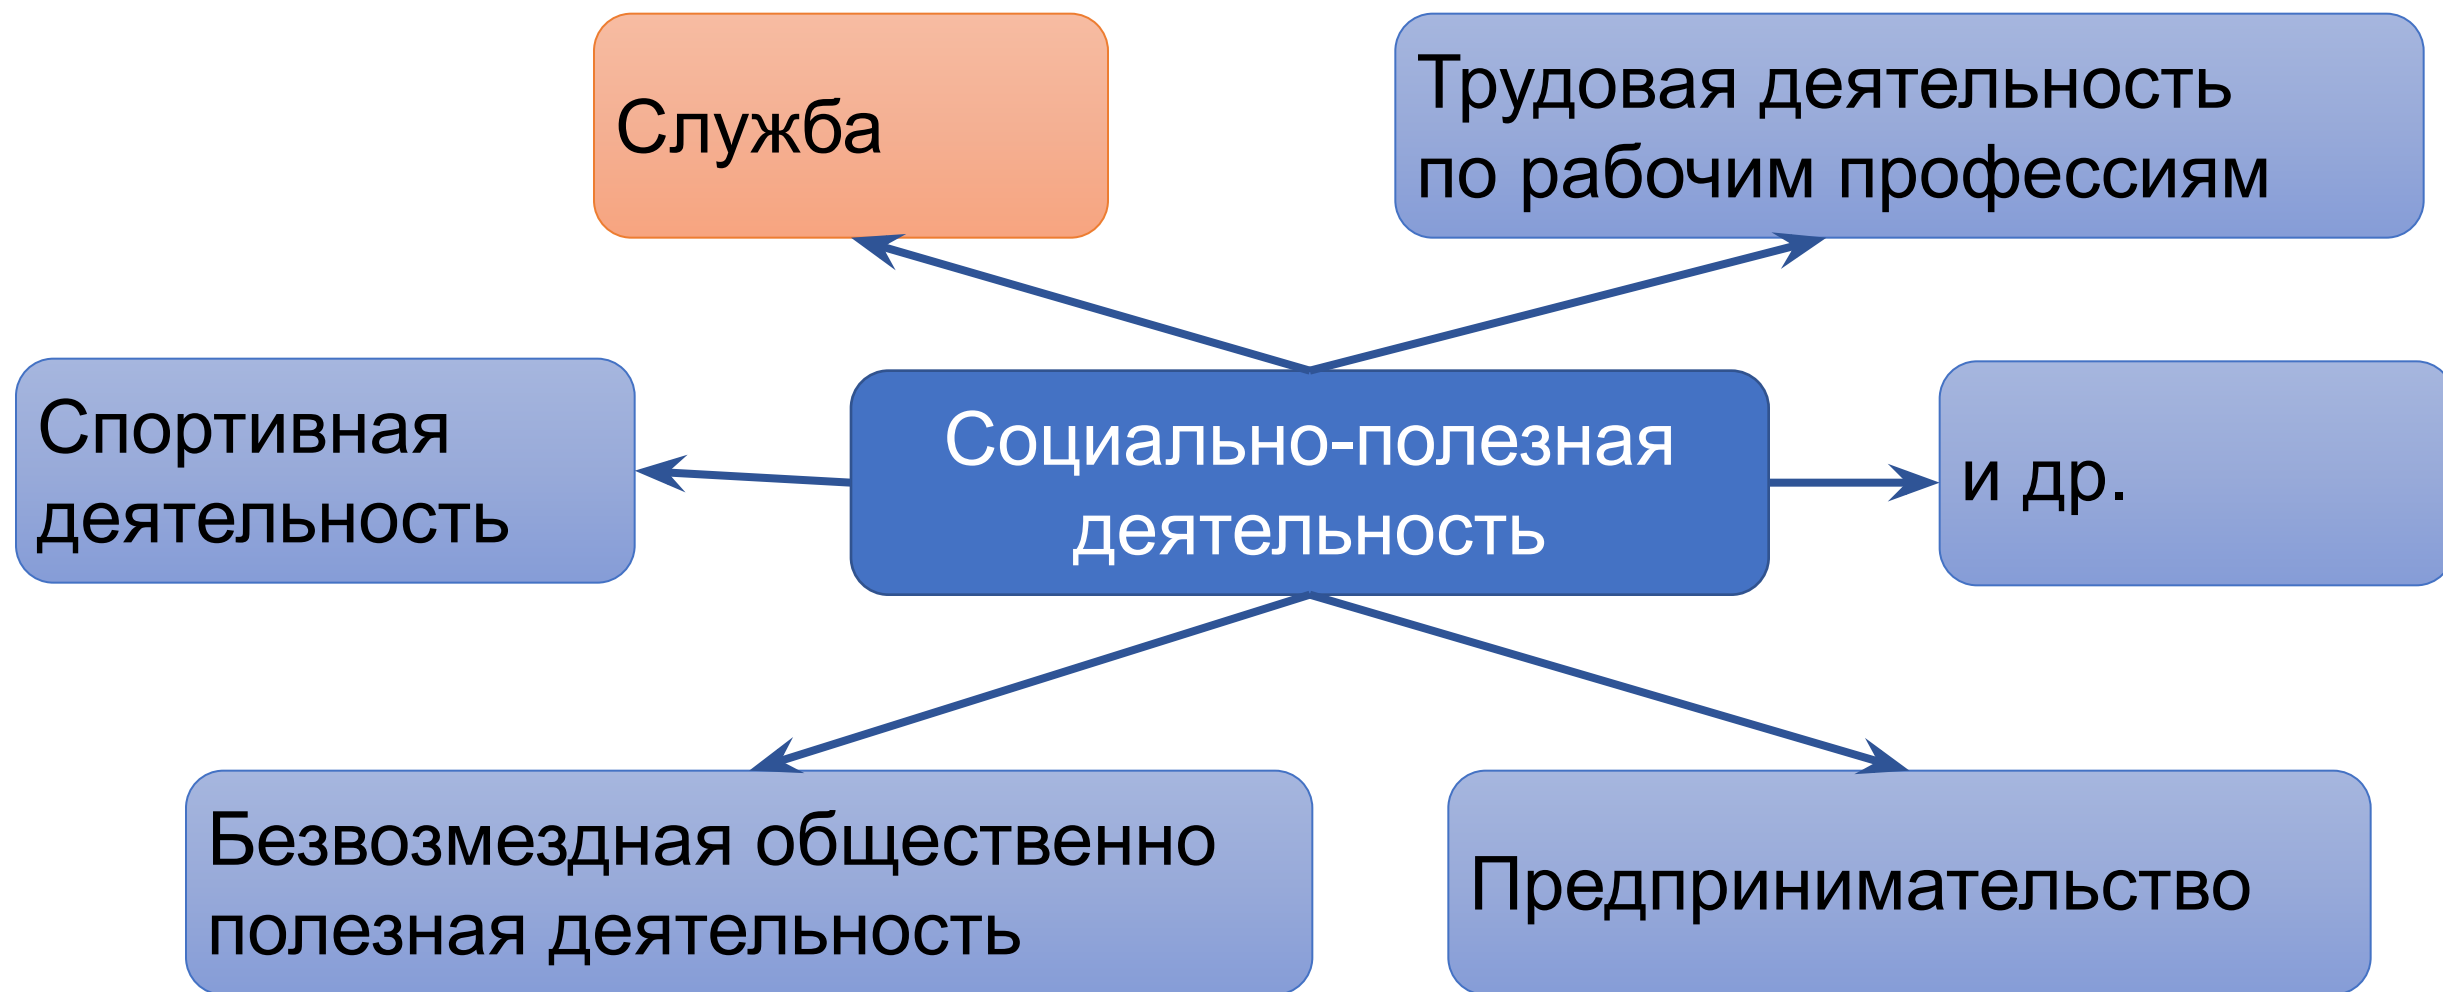 Служба
Трудовая деятельность
по рабочим профессиям
Спортивная
деятельность
Социально-полезная
деятельность
и др.
Безвозмездная общественно
полезная деятельность
Предпринимательство